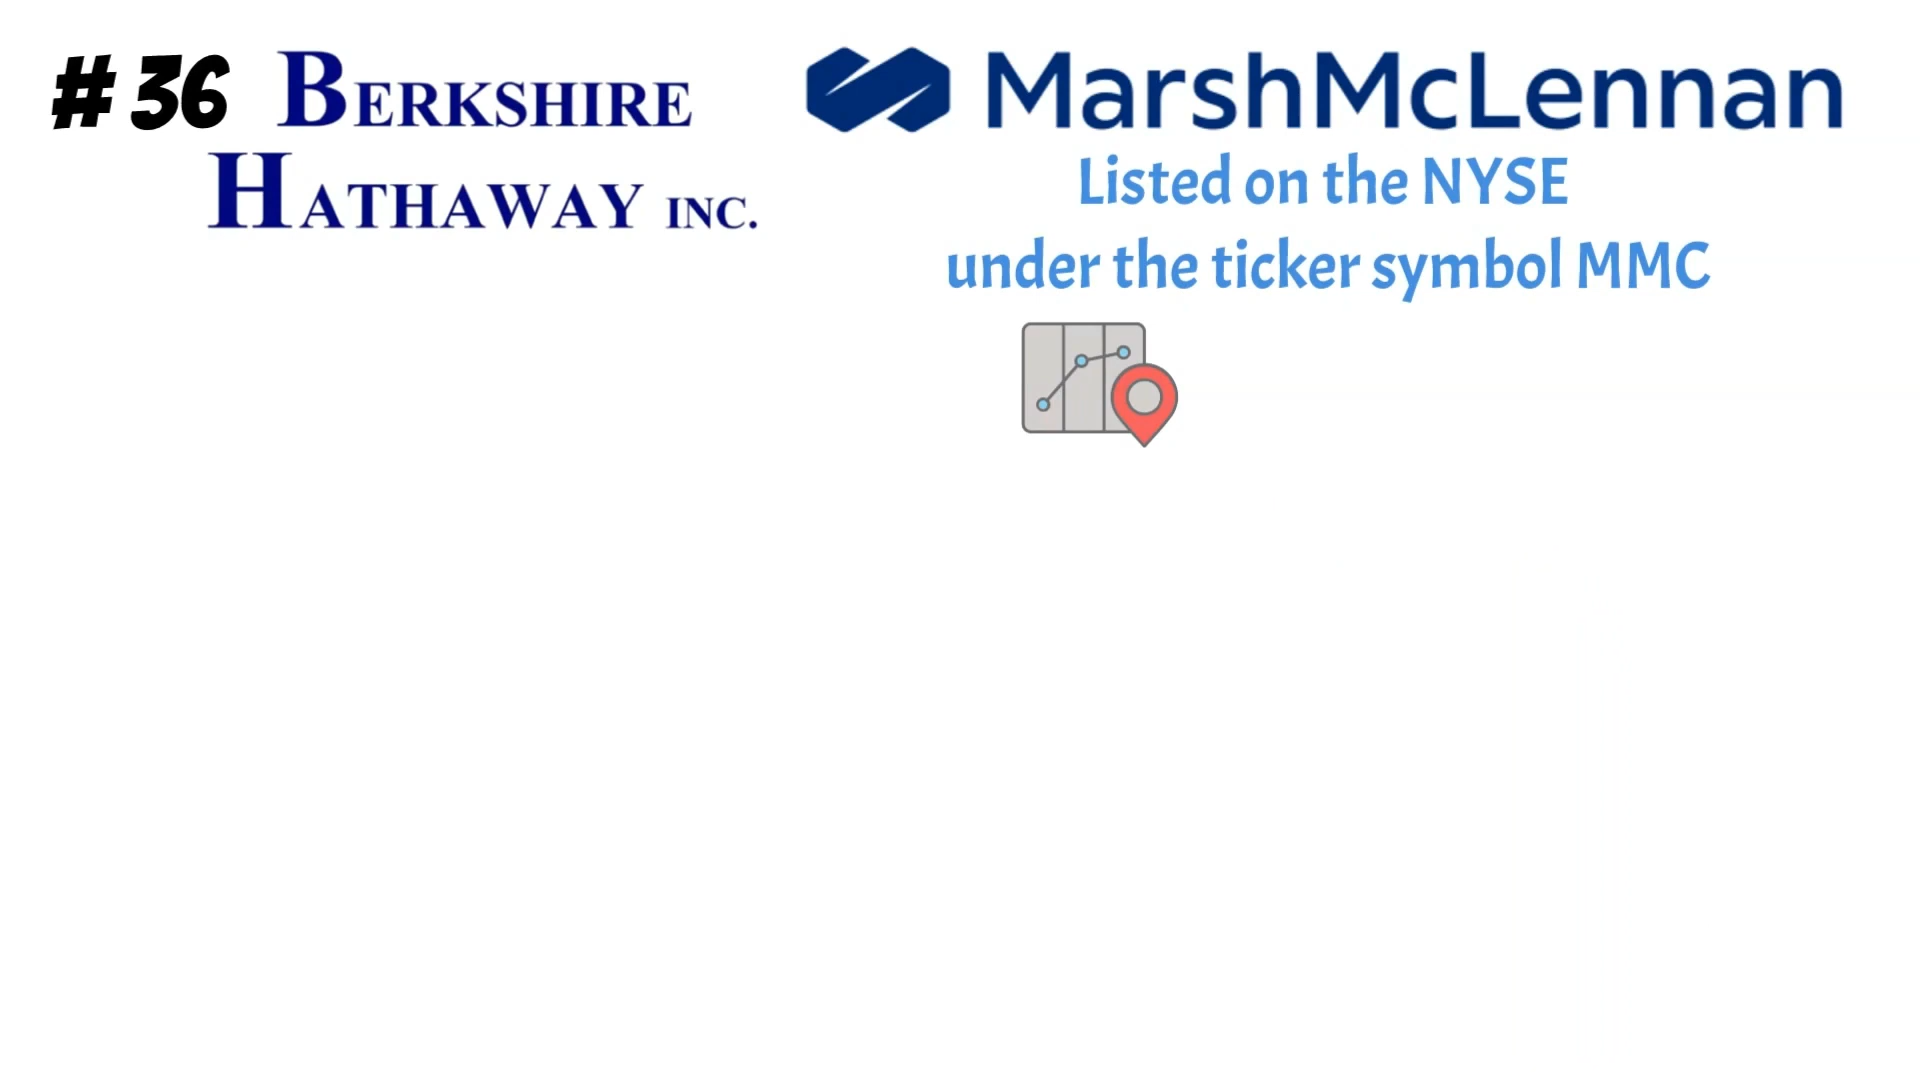 # 36
BERKSHIRE
HATHAWAY INC.
MarshMcLennan
Listed on the NYSE
under the ticker symbol MMC